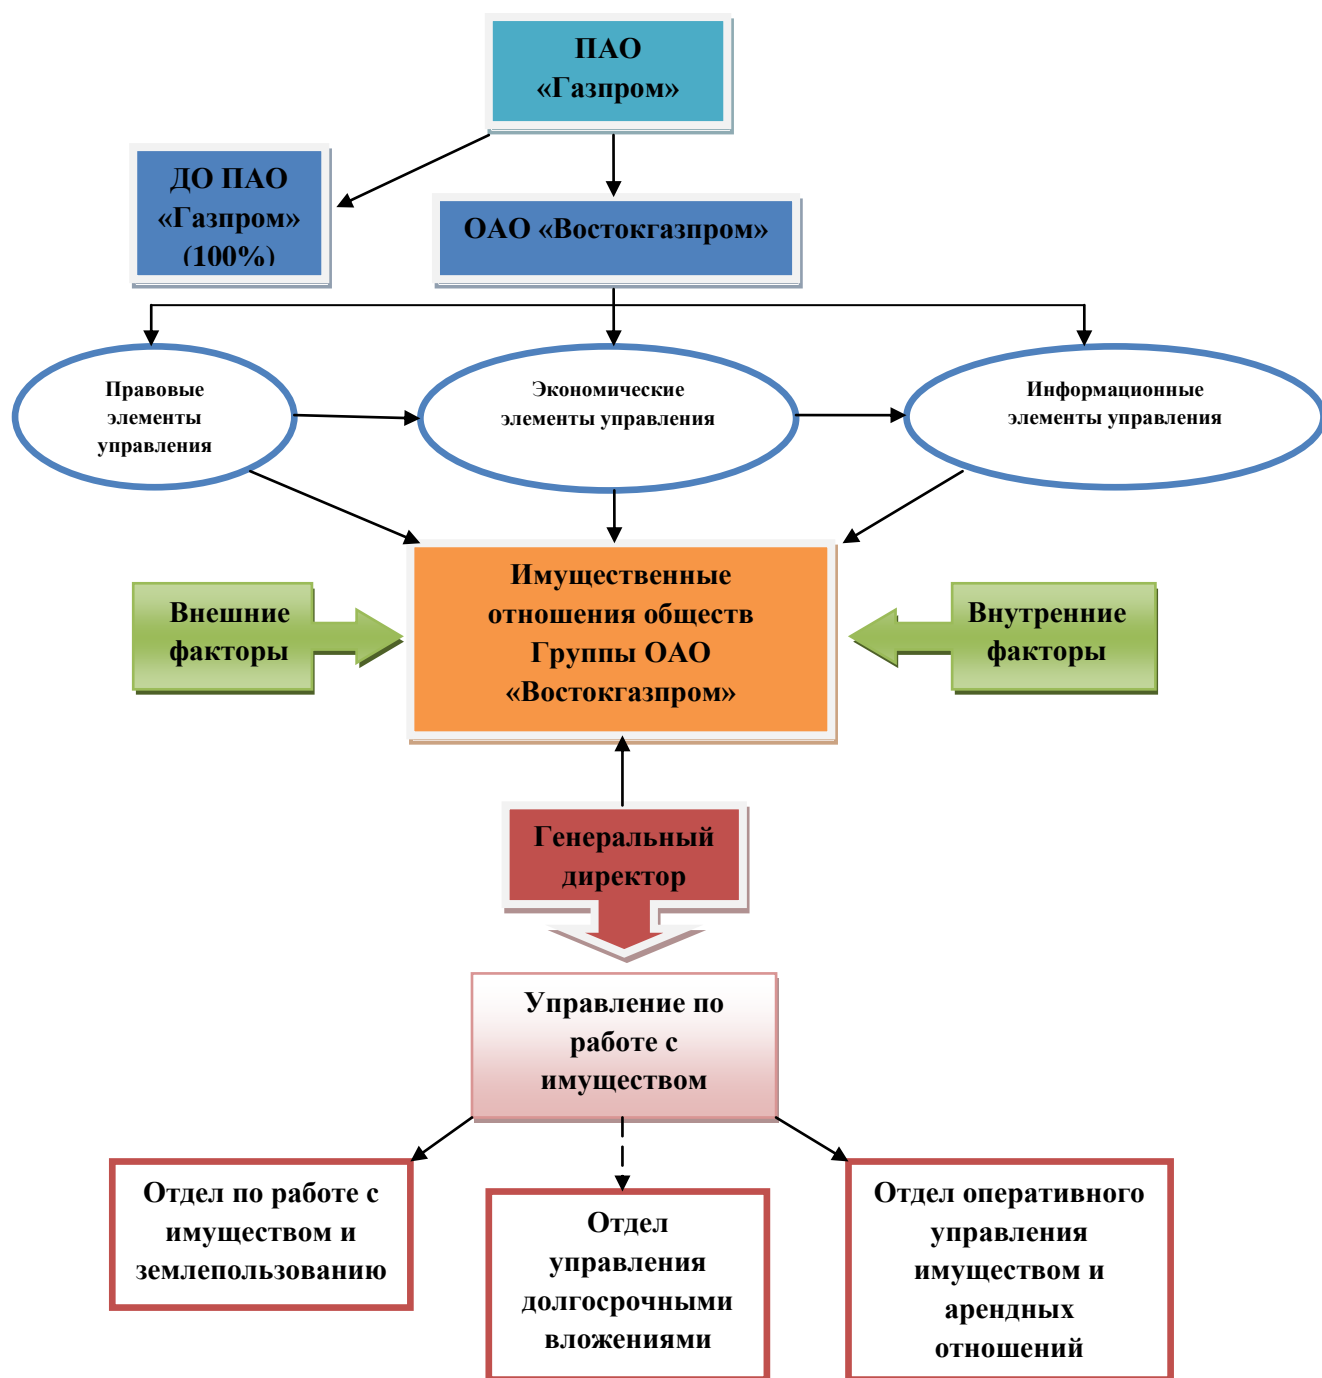 ПАО
«Газпром»
ДО ПАО
«Газпром»
(100%)
ОАО «Востокгазпром»
Правовые
элементы
управления
Экономические
элементы управления
Информационные
элементы управления
Внешние
факторы
Имущественные
отношения обществ
Группы ОАО
«Востокгазпром»
Внутренние
факторы
Генеральный
директор
Управление по
работе с
имуществом
Отдел по работе с
имуществом и
землепользованию
Отдел
управления
долгосрочными
вложениями
Отдел оперативного
управления
имуществом и
арендных
отношений